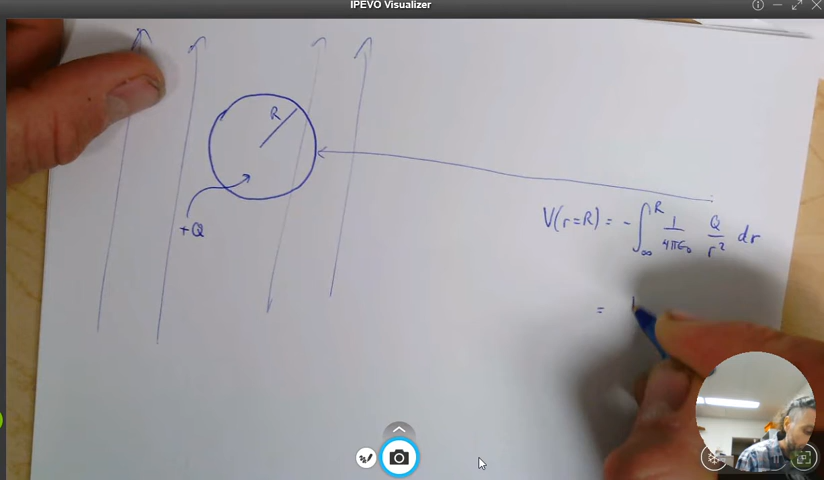 IPEVO Visualizer
R
+Q
V(r=R) = - ∫_∞^R 1/4πε₀ Q/r² dr
=